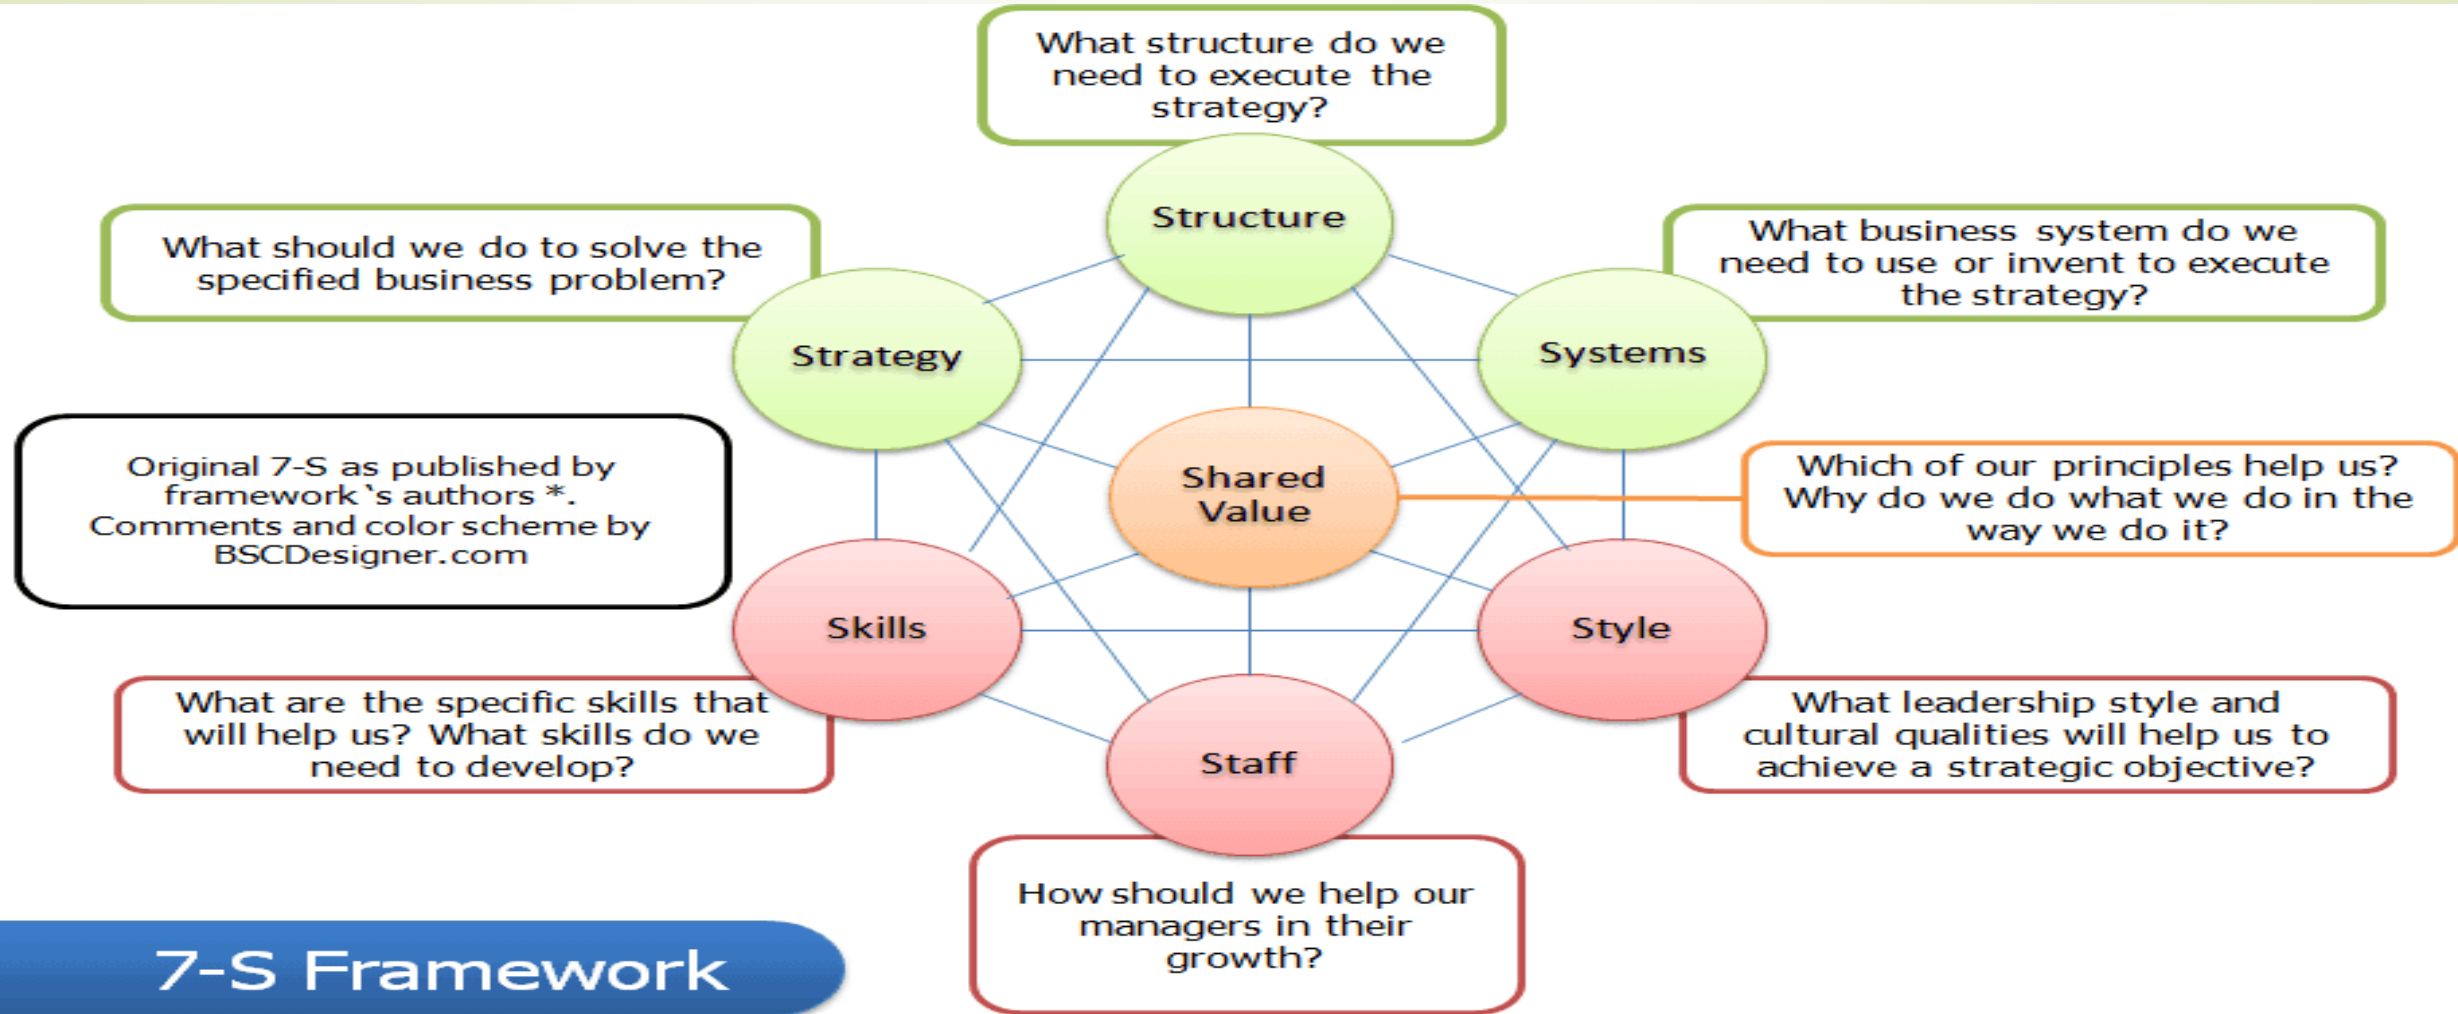 What structure do we
need to execute the
strategy?
Structure
What should we do to solve the
specified business problem?
What business system do we
need to use or invent to execute
the strategy?
Strategy
Systems
Original 7-S as published by
framework`s authors *.
Comments and color scheme by
BSCDesigner.com
Shared
Value
Which of our principles help us?
Why do we do what we do in the
way we do it?
Skills
Style
What are the specific skills that
will help us? What skills do we
need to develop?
What leadership style and
cultural qualities will help us to
achieve a strategic objective?
Staff
How should we help our
managers in their
growth?
7-S Framework